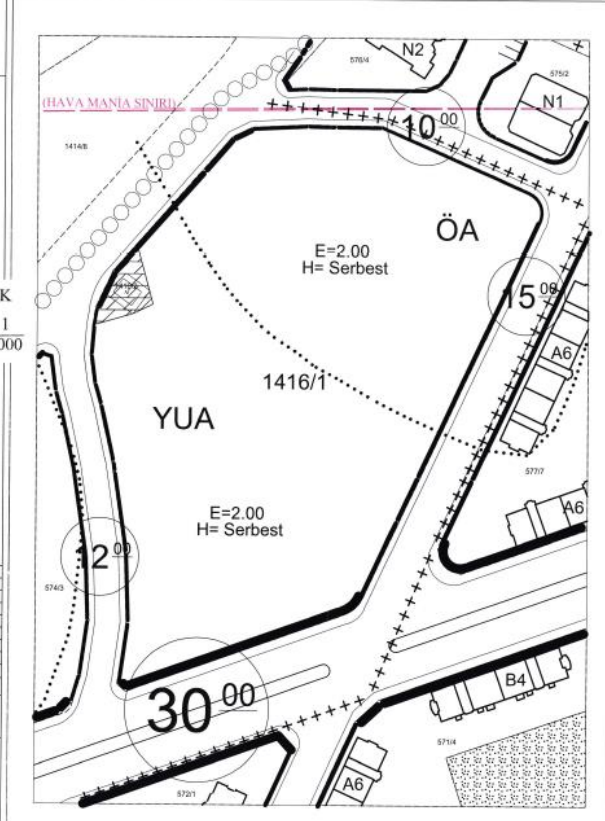 N2
576/4
575/2
(HAVA MANİA SINIRI)
N1
10 00
1414/8
ÖA
E=2.00
H= Serbest
K
15 00
1
000
A6
1416/1
YUA
577/7
E=2.00
H= Serbest
A6
12 00
574/3
B4
30 00
571/4
A6
572/1